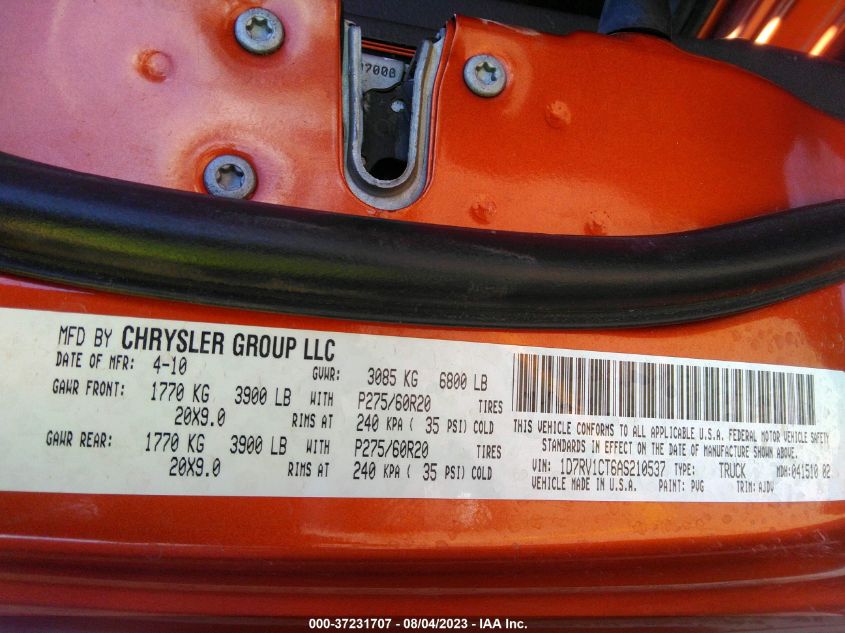 7008
MFD BY CHRYSLER GROUP LLC
DATE OF MFR: 4-10 GVWR: 3085 KG 6800 LB
GAWR FRONT: 1770 KG 3900 LB WITH P275/60R20 TIRES
20X9.0 RIMS AT 240 KPA ( 35 PSI) COLD
GAWR REAR: 1770 KG 3900 LB WITH P275/60R20 TIRES
20X9.0 RIMS AT 240 KPA ( 35 PSI) COLD
THIS VEHICLE CONFORMS TO ALL APPLICABLE U.S.A. FEDERAL MOTOR VEHICLE SAFETY
STANDARDS IN EFFECT ON THE DATE OF MANUFACTURE SHOWN ABOVE.
VIN: 1D7RV1CT6AS210537 TYPE: TRUCK MDH:041510 02
VEHICLE MADE IN U.S.A. PAINT: PVG TRIM: AJDV
000-37231707 - 08/04/2023 - IAA Inc.